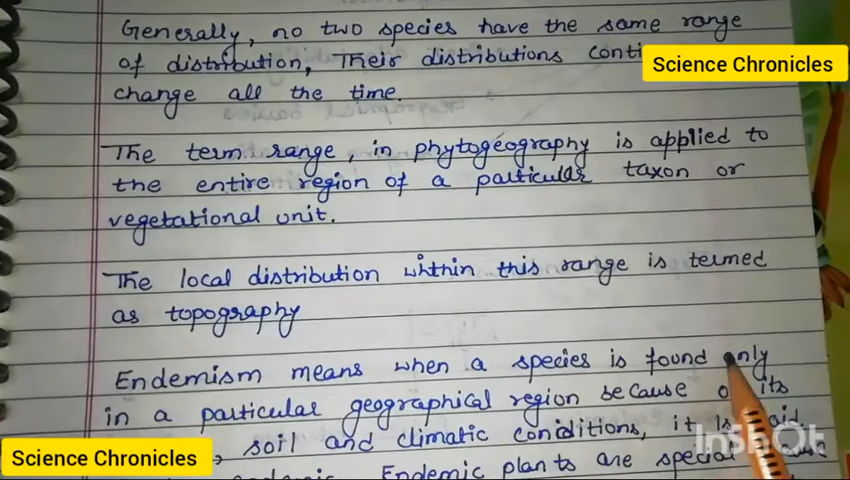 Generally, no two species have the same range
of distribution, Their distributions conti
Science Chronicles
change all the time.
The term range, in phytogeography is applied to
the entire region of a particular taxon or
vegetational unit.
The local distribution within this range is termed
as topography
Endemism means when a species is found only
in a particular geographical region because of its
soil and climatic conditions, it is
InShOt
Science Chronicles
Endemic plants are special